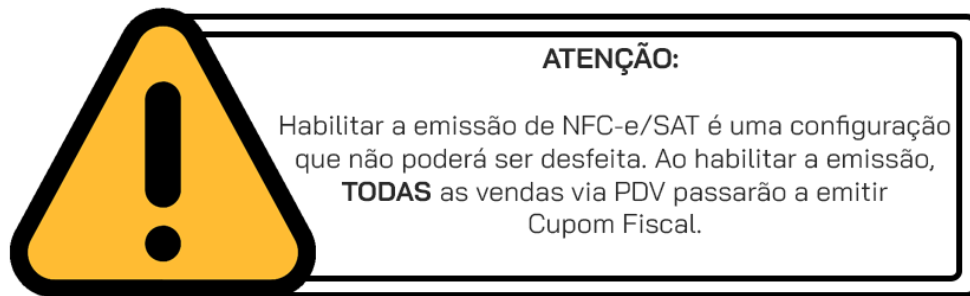 ATENÇÃO:
Habilitar a emissão de NFC-e/SAT é uma configuração
que não poderá ser desfeita. Ao habilitar a emissão,
TODAS as vendas via PDV passarão a emitir
Cupom Fiscal.